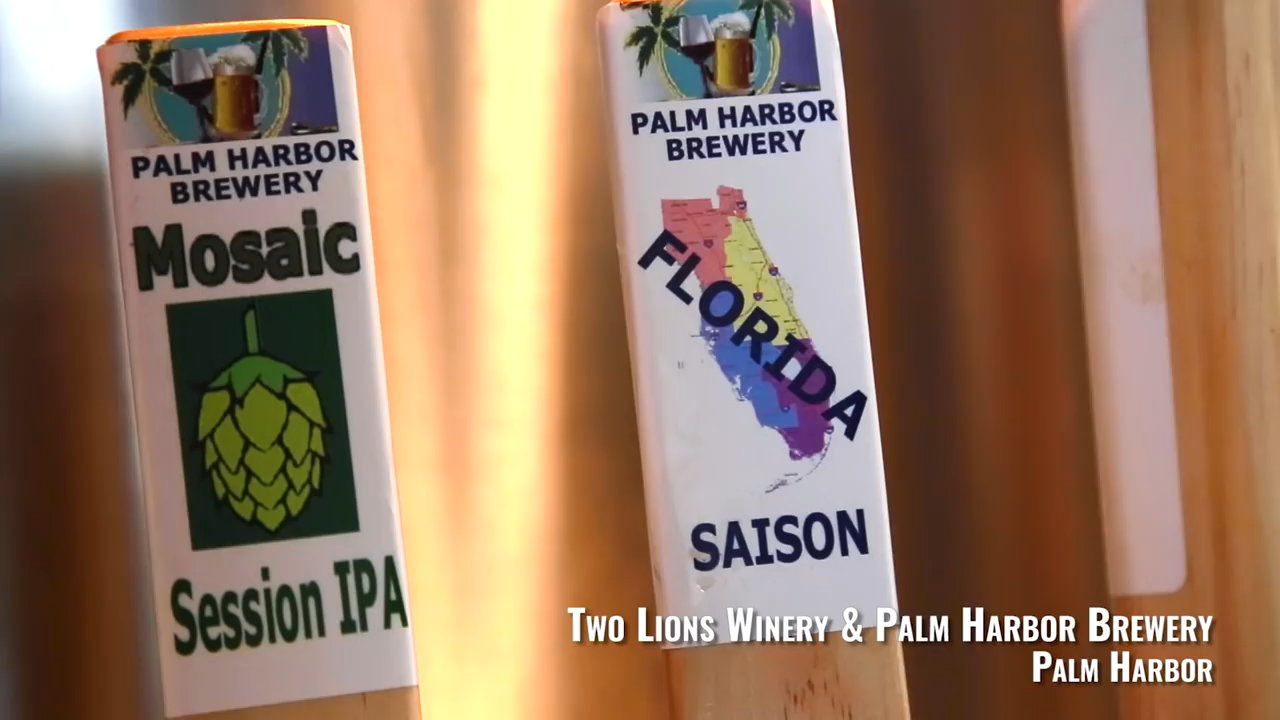 PALM HARBOR
BREWERY
Mosaic
Session IPA
PALM HARBOR
BREWERY
FLORIDA
SAISON
Two Lions Winery & Palm Harbor Brewery
Palm Harbor